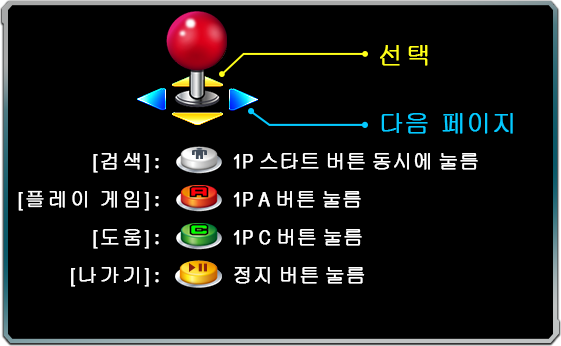 선택
다음 페이지
[검색]: 1P 스타트 버튼 동시에 눌름
[플레이 게임]: A 1P A 버튼 눌름
[도움]: C 1P C 버튼 눌름
[나가기]: 정지 버튼 눌름